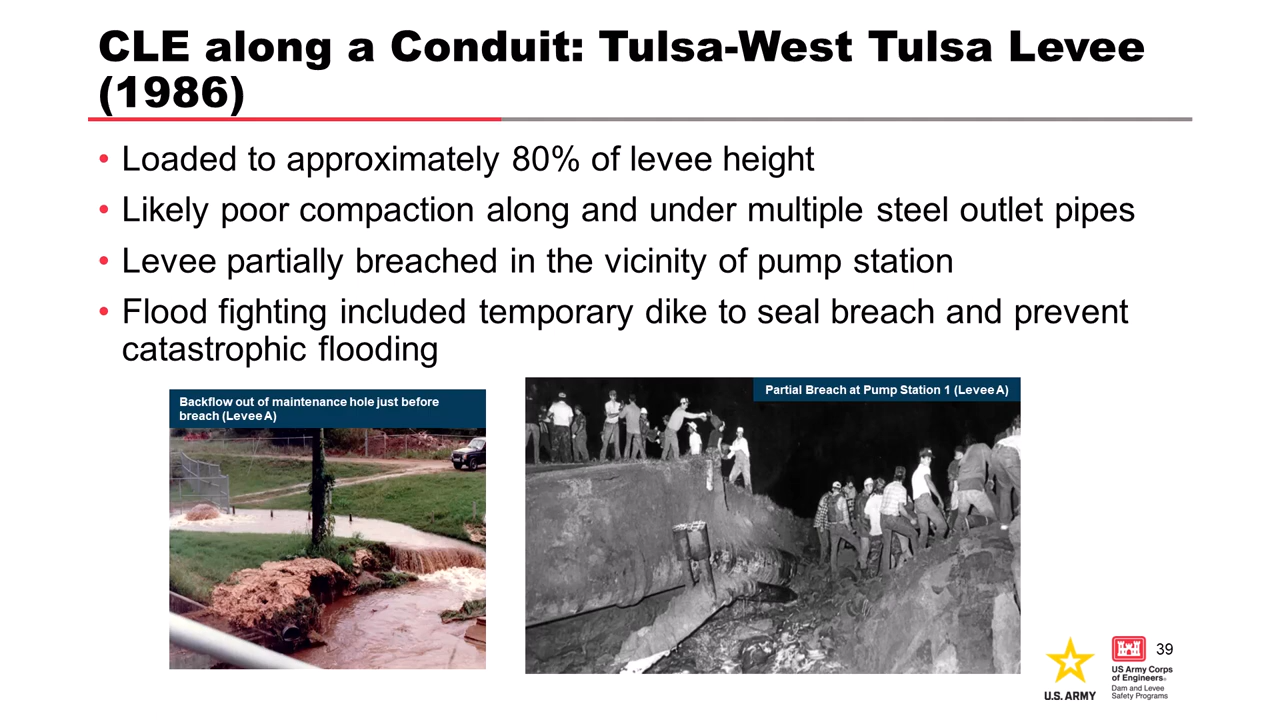 CLE along a Conduit: Tulsa-West Tulsa Levee
(1986)
• Loaded to approximately 80% of levee height
• Likely poor compaction along and under multiple steel outlet pipes
• Levee partially breached in the vicinity of pump station
• Flood fighting included temporary dike to seal breach and prevent
catastrophic flooding
Backflow out of maintenance hole just before
breach (Levee A)
Partial Breach at Pump Station 1 (Levee A)
39
U.S. ARMY
US Army Corps
of Engineers®
Dam and Levee
Safety Programs